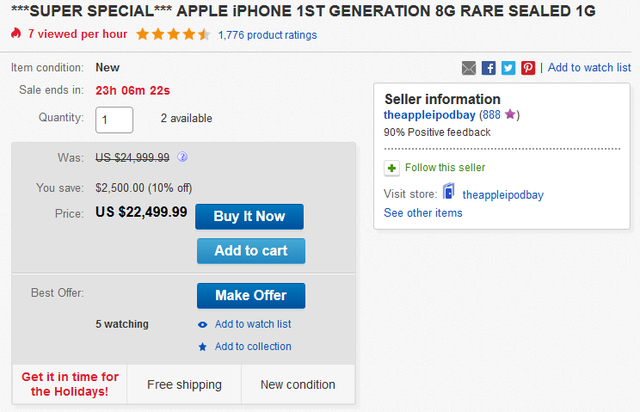 ***SUPER SPECIAL*** APPLE iPHONE 1ST GENERATION 8G RARE SEALED 1G
7 viewed per hour 1,776 product ratings
Item condition: New
Sale ends in: 23h 06m 22s
Quantity: 1 2 available
Was: US $24,999.99
You save: $2,500.00 (10% off)
Price: US $22,499.99 Buy It Now
Add to cart
Best Offer: Make Offer
5 watching Add to watch list
Add to collection
Get it in time for
the Holidays!
Free shipping
New condition
| Add to watch list
Seller information
theappleipodbay (888 )
90% Positive feedback
Follow this seller
Visit store: theappleipodbay
See other items